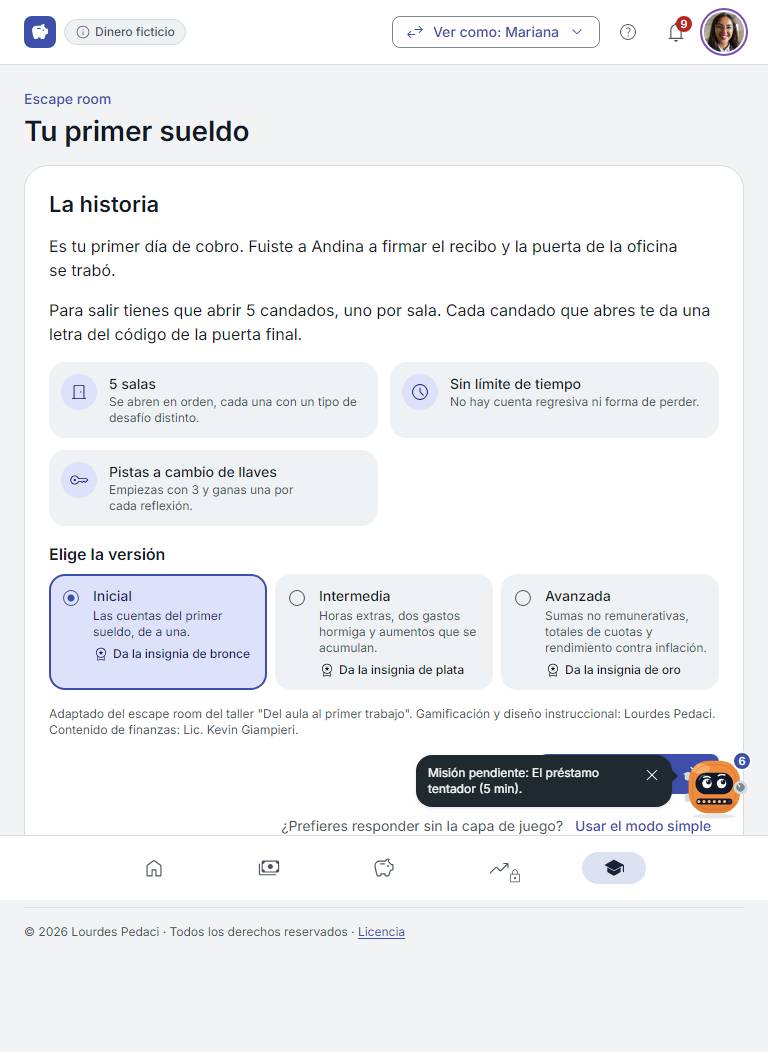 Dinero ficticio
Ver como: Mariana
9
Escape room
Tu primer sueldo
La historia
Es tu primer día de cobro. Fuiste a Andina a firmar el recibo y la puerta de la oficina
se trabó.
Para salir tienes que abrir 5 candados, uno por sala. Cada candado que abres te da una
letra del código de la puerta final.
5 salas
Se abren en orden, cada una con un tipo de
desafío distinto.
Sin límite de tiempo
No hay cuenta regresiva ni forma de perder.
Pistas a cambio de llaves
Empiezas con 3 y ganas una por
cada reflexión.
Elige la versión
Inicial
Las cuentas del primer
sueldo, de a una.
Da la insignia de bronce
Intermedia
Horas extras, dos gastos
hormiga y aumentos que se
acumulan.
Da la insignia de plata
Avanzada
Sumas no remunerativas,
totales de cuotas y
rendimiento contra inflación.
Da la insignia de oro
Adaptado del escape room del taller "Del aula al primer trabajo". Gamificación y diseño instruccional: Lourdes Pedaci.
Contenido de finanzas: Lic. Kevin Giampieri.
Misión pendiente: El préstamo
tentador (5 min).
6
¿Prefieres responder sin la capa de juego? Usar el modo simple
© 2026 Lourdes Pedaci · Todos los derechos reservados · Licencia